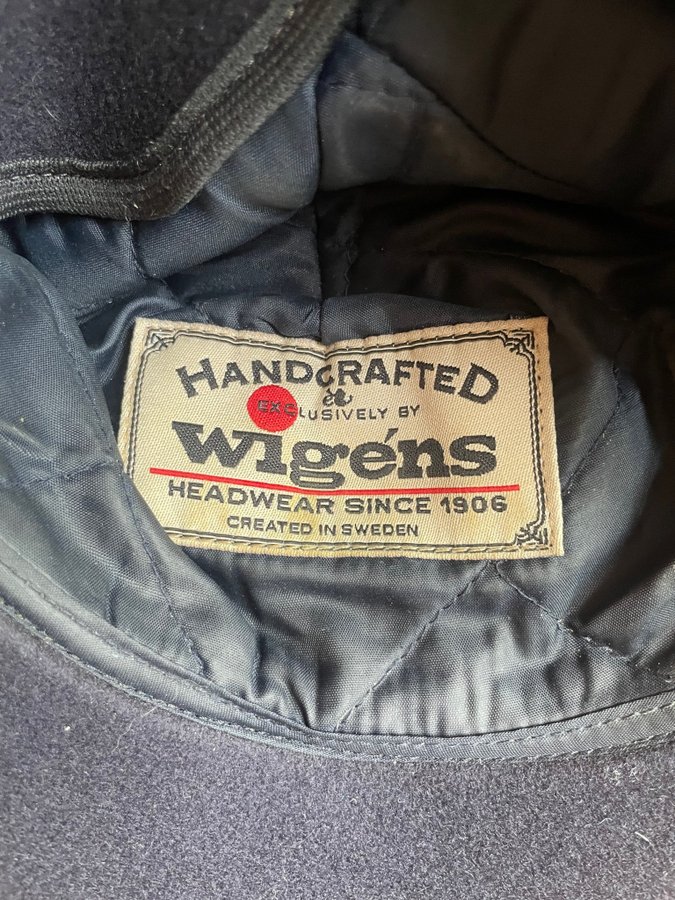 HANDCRAFTED
&
EXCLUSIVELY BY
wigéns
HEADWEAR SINCE 1906
CREATED IN SWEDEN